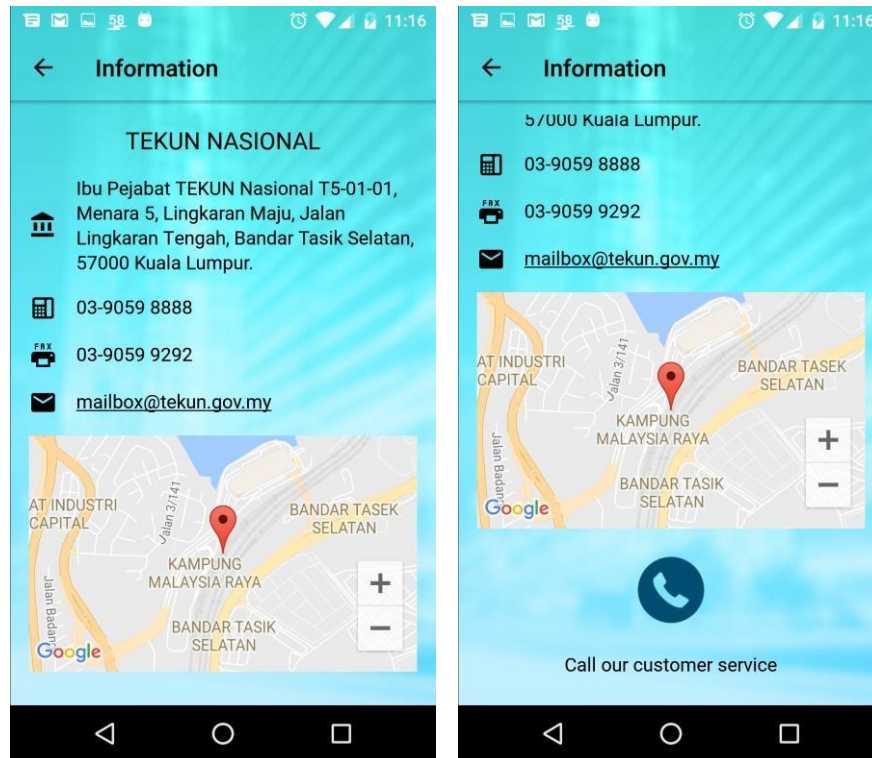 58 11:16
Information
TEKUN NASIONAL
Ibu Pejabat TEKUN Nasional T5-01-01,
Menara 5, Lingkaran Maju, Jalan
Lingkaran Tengah, Bandar Tasik Selatan,
57000 Kuala Lumpur.
03-9059 8888
FAX
03-9059 9292
mailbox@tekun.gov.my
AT INDUSTRI
CAPITAL
Jalan 3/141
BANDAR TASEK
SELATAN
KAMPUNG
MALAYSIA RAYA
Jalan Badan
BANDAR TASIK
SELATAN
+
−
Google
58 11:16
Information
57000 Kuala Lumpur.
03-9059 8888
FAX
03-9059 9292
mailbox@tekun.gov.my
AT INDUSTRI
CAPITAL
Jalan 3/141
BANDAR TASEK
SELATAN
KAMPUNG
MALAYSIA RAYA
Jalan Badan
BANDAR TASIK
SELATAN
+
−
Google
Call our customer service